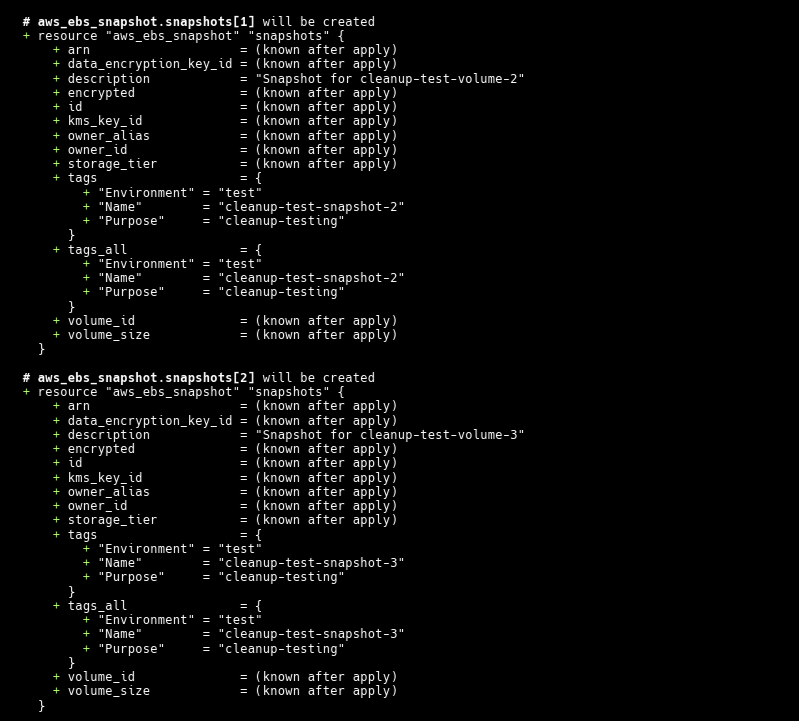 # aws_ebs_snapshot.snapshots[1] will be created
+ resource "aws_ebs_snapshot" "snapshots" {
    + arn                    = (known after apply)
    + data_encryption_key_id = (known after apply)
    + description            = "Snapshot for cleanup-test-volume-2"
    + encrypted              = (known after apply)
    + id                     = (known after apply)
    + kms_key_id             = (known after apply)
    + owner_alias            = (known after apply)
    + owner_id               = (known after apply)
    + storage_tier           = (known after apply)
    + tags                   = {
        + "Environment" = "test"
        + "Name"        = "cleanup-test-snapshot-2"
        + "Purpose"     = "cleanup-testing"
      }
    + tags_all               = {
        + "Environment" = "test"
        + "Name"        = "cleanup-test-snapshot-2"
        + "Purpose"     = "cleanup-testing"
      }
    + volume_id              = (known after apply)
    + volume_size            = (known after apply)
  }
# aws_ebs_snapshot.snapshots[2] will be created
+ resource "aws_ebs_snapshot" "snapshots" {
    + arn                    = (known after apply)
    + data_encryption_key_id = (known after apply)
    + description            = "Snapshot for cleanup-test-volume-3"
    + encrypted              = (known after apply)
    + id                     = (known after apply)
    + kms_key_id             = (known after apply)
    + owner_alias            = (known after apply)
    + owner_id               = (known after apply)
    + storage_tier           = (known after apply)
    + tags                   = {
        + "Environment" = "test"
        + "Name"        = "cleanup-test-snapshot-3"
        + "Purpose"     = "cleanup-testing"
      }
    + tags_all               = {
        + "Environment" = "test"
        + "Name"        = "cleanup-test-snapshot-3"
        + "Purpose"     = "cleanup-testing"
      }
    + volume_id              = (known after apply)
    + volume_size            = (known after apply)
  }